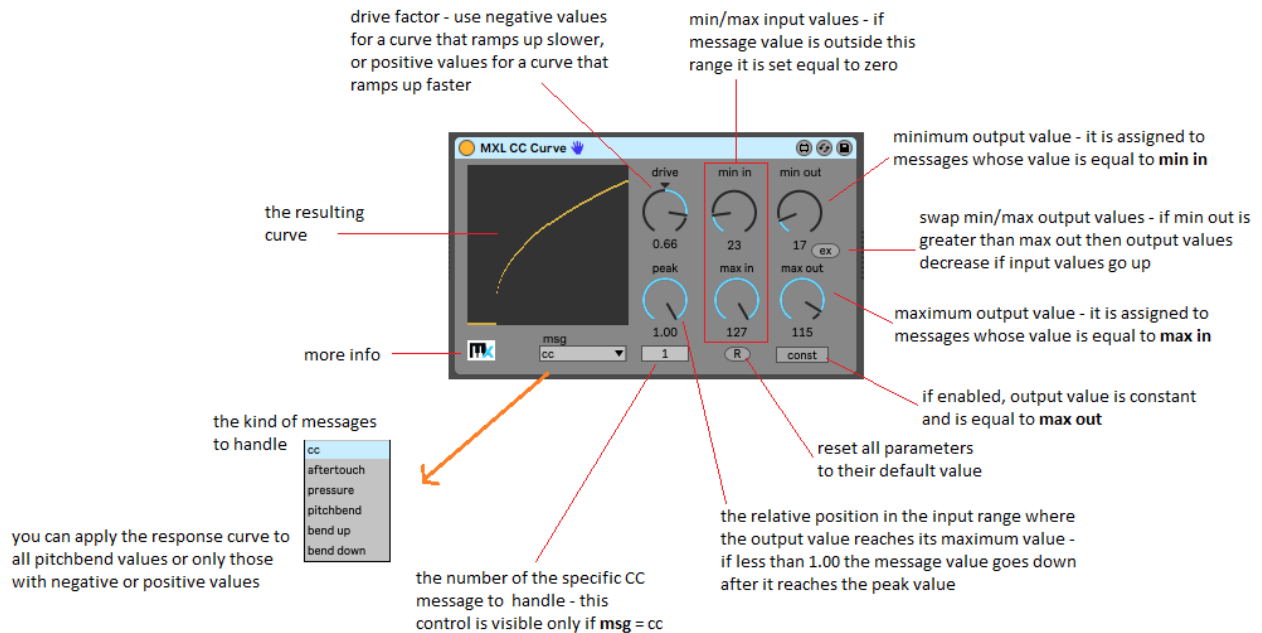 drive factor - use negative values
for a curve that ramps up slower,
or positive values for a curve that
ramps up faster
min/max input values - if
message value is outside this
range it is set equal to zero
MXL CC Curve
drive
min in
min out
0.66
23
17
ex
peak
max in
max out
1.00
127
115
mx
msg
cc
1
R
const
minimum output value - it is assigned to
messages whose value is equal to min in
the resulting
curve
swap min/max output values - if min out is
greater than max out then output values
decrease if input values go up
maximum output value - it is assigned to
messages whose value is equal to max in
more info
if enabled, output value is constant
and is equal to max out
the kind of messages
to handle
cc
aftertouch
pressure
pitchbend
bend up
bend down
reset all parameters
to their default value
you can apply the response curve to
all pitchbend values or only those
with negative or positive values
the relative position in the input range where
the output value reaches its maximum value -
if less than 1.00 the message value goes down
after it reaches the peak value
the number of the specific CC
message to handle - this
control is visible only if msg = cc